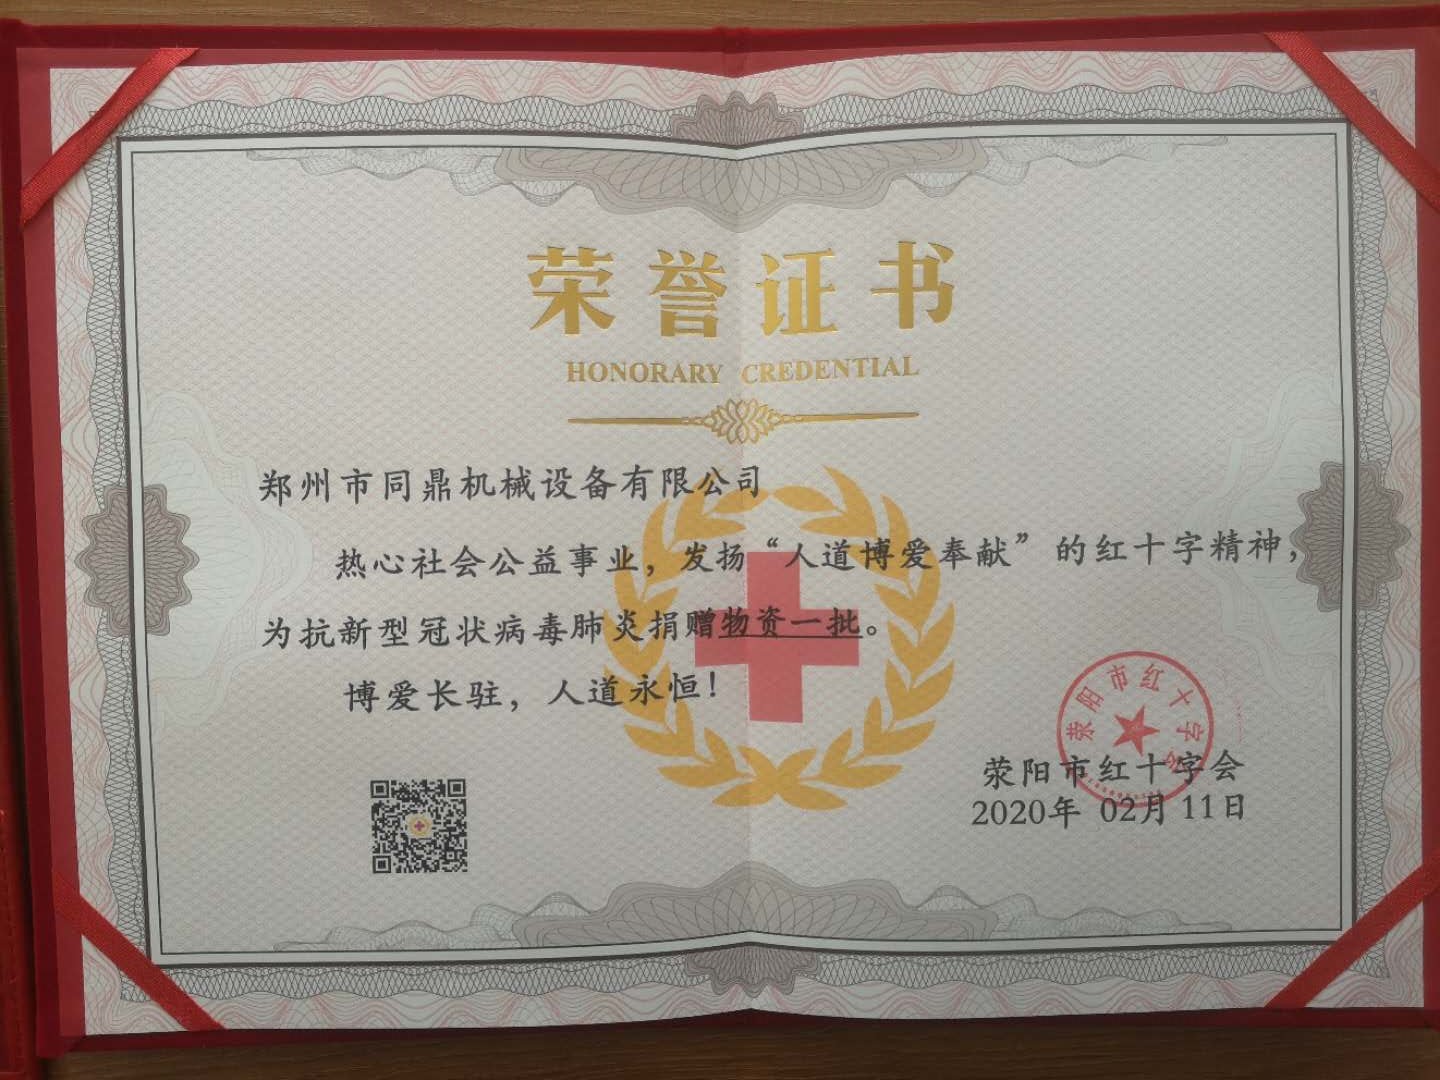 荣誉证书
HONORARY CREDENTIAL
郑州市同鼎机械设备有限公司
热心社会公益事业，发扬“人道博爱奉献”的红十字精神，
为抗新型冠状病毒肺炎捐赠物资一批。
博爱长驻，人道永恒！
荥阳市红十字会
荥阳市红十字会
2020年 02月 11日